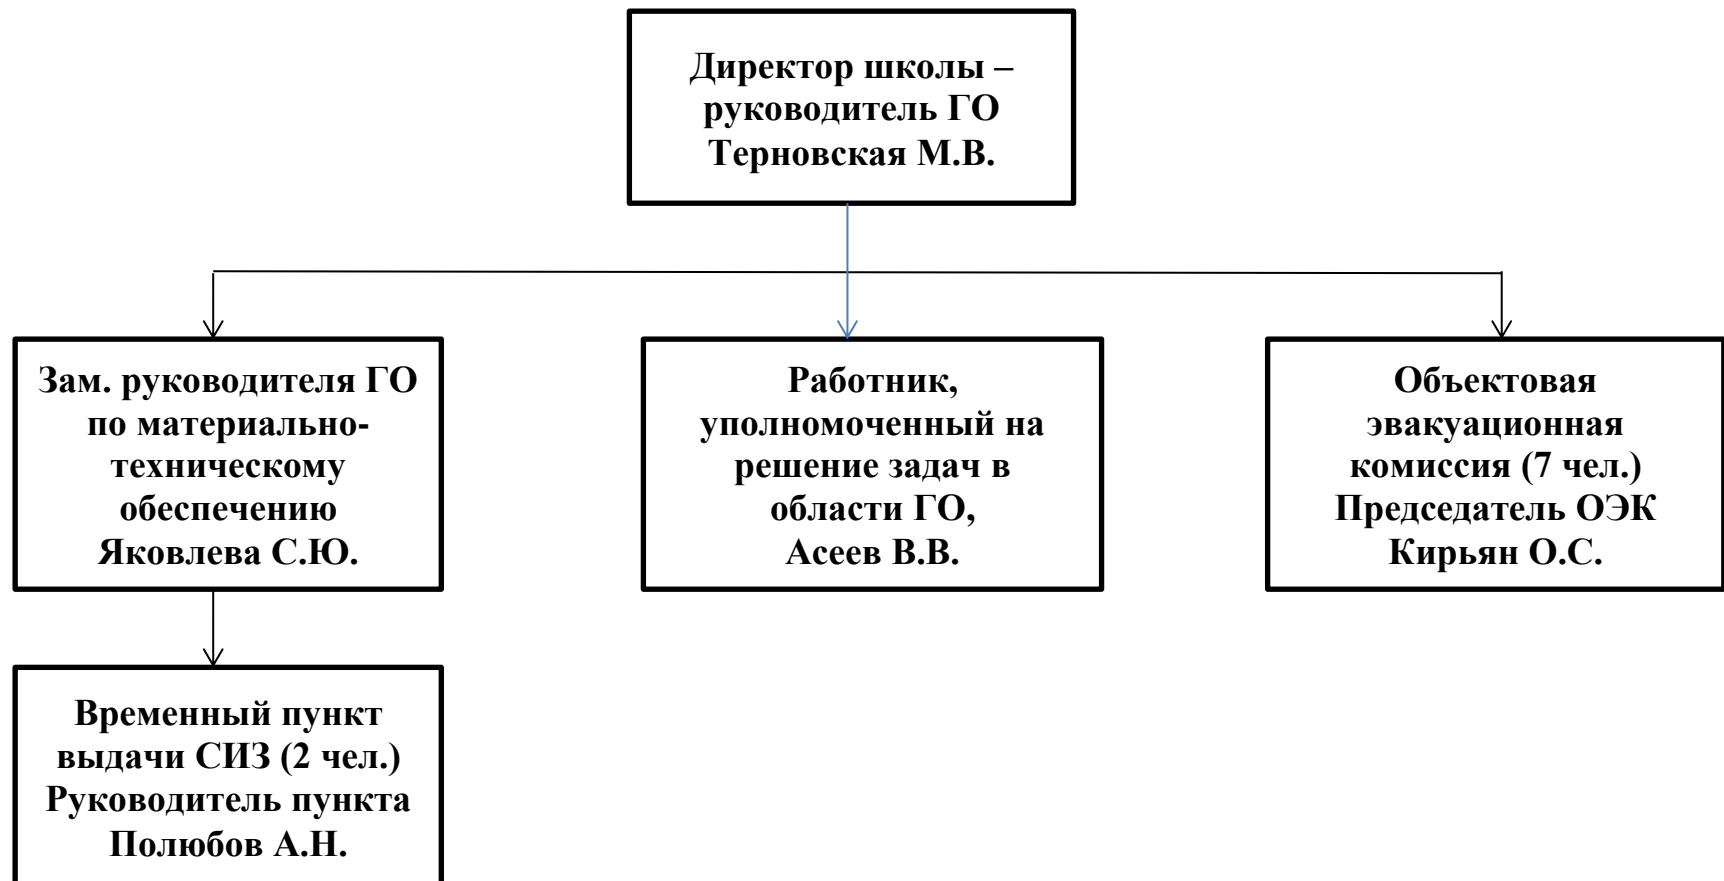 Директор школы –
руководитель ГО
Терновская М.В.
Зам. руководителя ГО
по материально-
техническому
обеспечению
Яковлева С.Ю.
Работник,
уполномоченный на
решение задач в
области ГО,
Асеев В.В.
Объектовая
эвакуационная
комиссия (7 чел.)
Председатель ОЭК
Кирьян О.С.
Временный пункт
выдачи СИЗ (2 чел.)
Руководитель пункта
Полюбов А.Н.